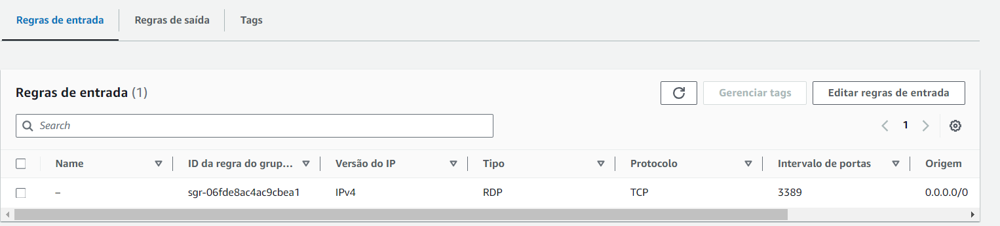 Regras de entrada Regras de saída Tags
Regras de entrada (1) Gerenciar tags Editar regras de entrada
Search 1
Name ID da regra do grup... Versão do IP Tipo Protocolo Intervalo de portas Origem
– sgr-06fde8ac4ac9cbea1 IPv4 RDP TCP 3389 0.0.0.0/0